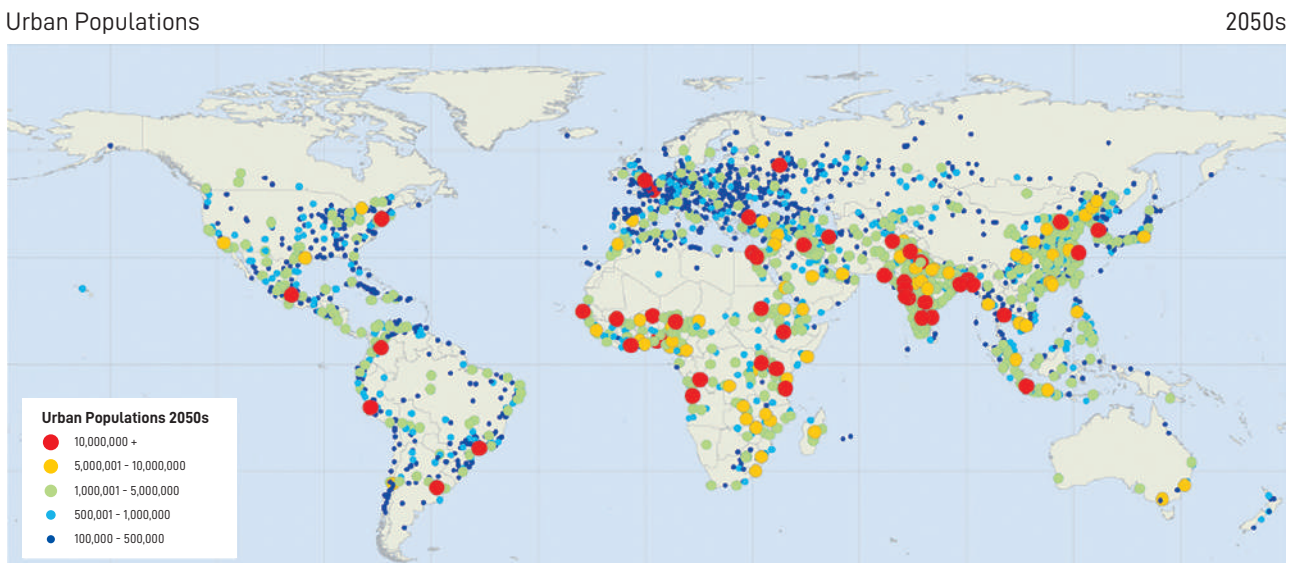 Urban Populations
2050s
Urban Populations 2050s
10,000,000 +
5,000,001 - 10,000,000
1,000,001 - 5,000,000
500,001 - 1,000,000
100,000 - 500,000